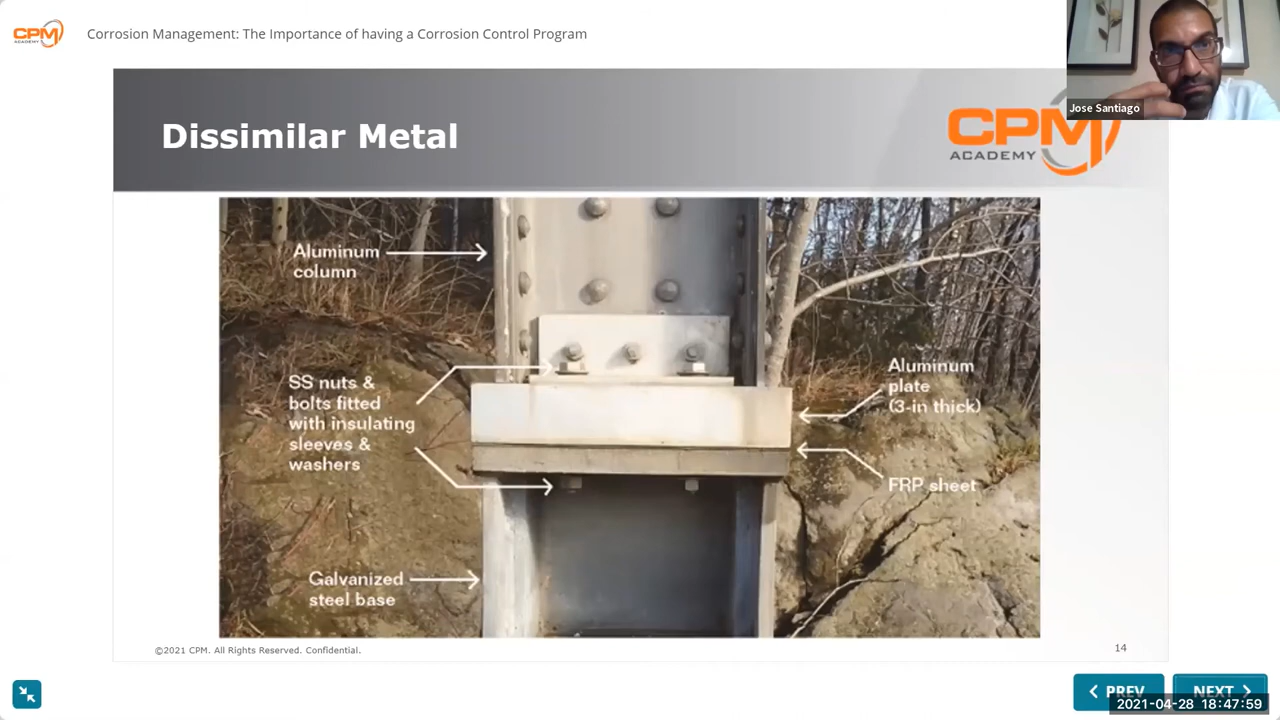 CPM
ACADEMY
Corrosion Management: The Importance of having a Corrosion Control Program
Jose Santiago
Dissimilar Metal
CPM
ACADEMY
Aluminum
column
SS nuts &
bolts fitted
with insulating
sleeves &
washers
Aluminum
plate
(3-in thick)
FRP sheet
Galvanized
steel base
©2021 CPM. All Rights Reserved. Confidential.
14
PREV
NEXT
2021-04-28 18:47:59